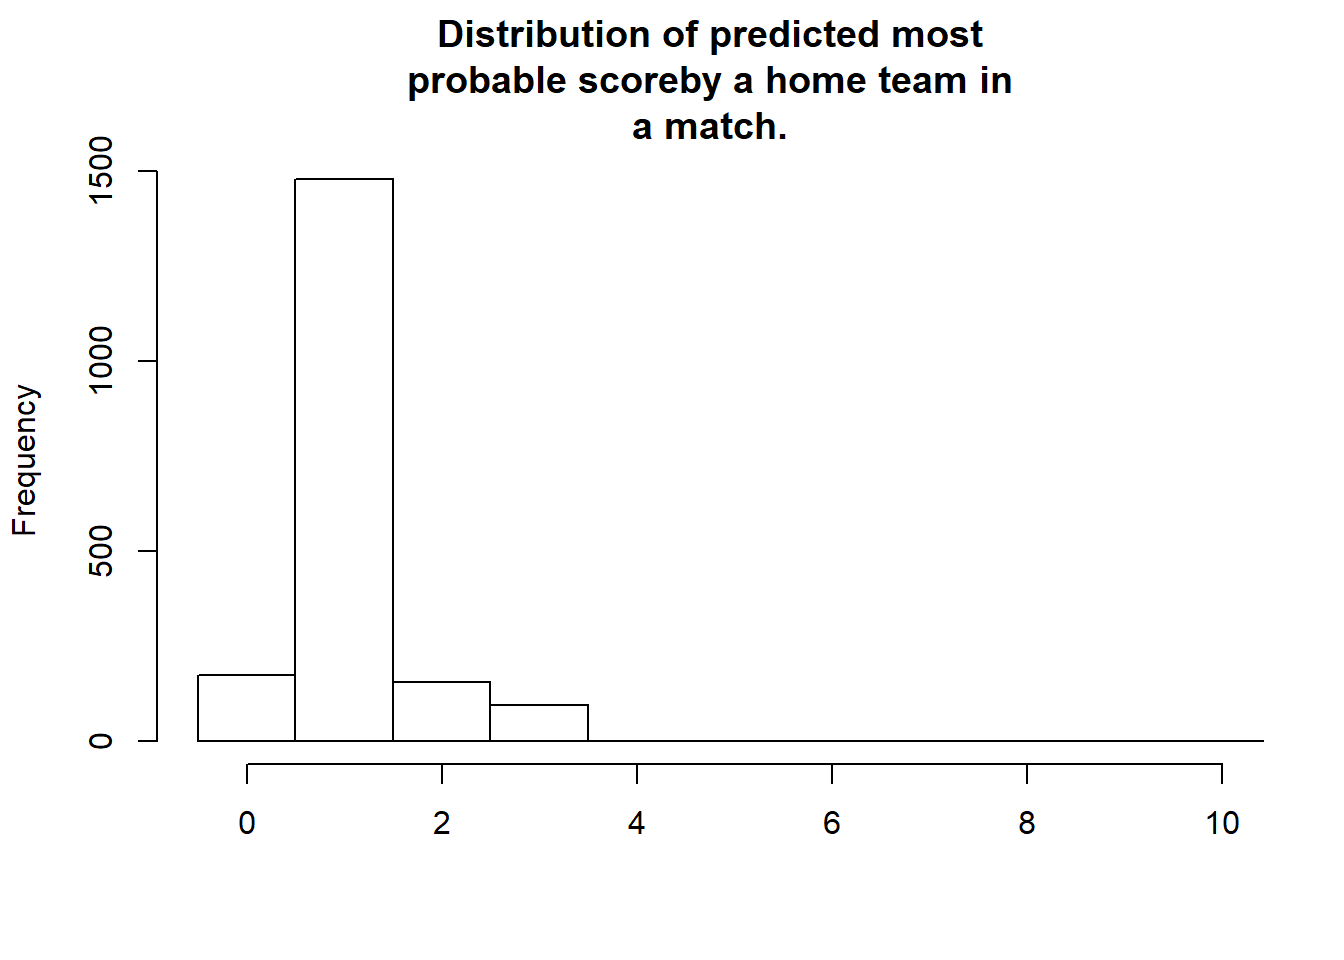 Distribution of predicted most
probable scoreby a home team in
a match.
Frequency
1500
1000
500
0
0 2 4 6 8 10